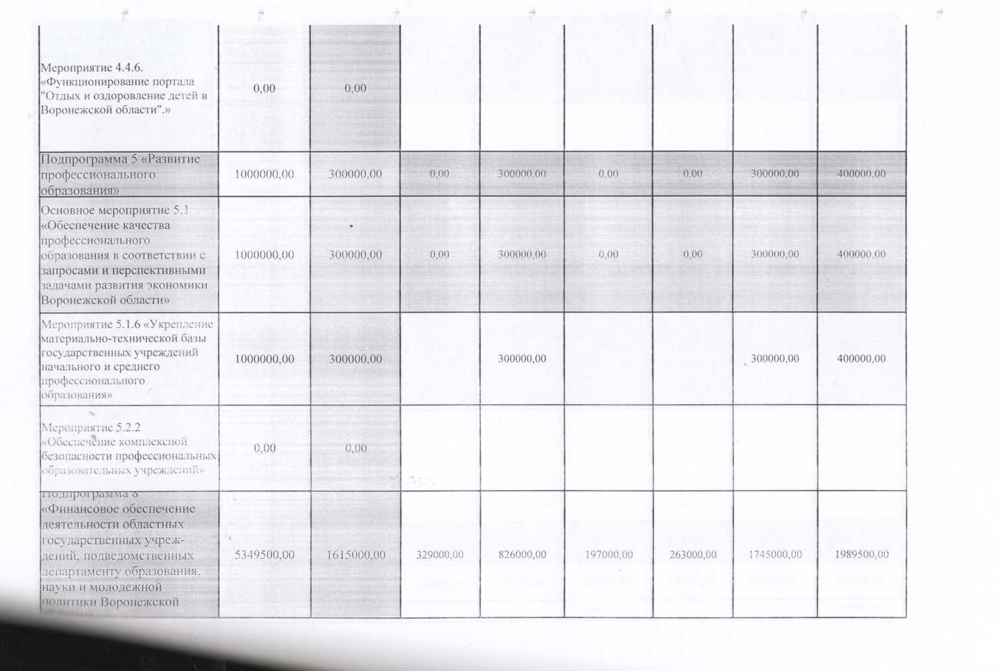 Мероприятие 4.4.6.
«Функционирование портала
"Отдых и оздоровление детей в
Воронежской области".»
0,00 0,00
Подпрограмма 5 «Развитие
профессионального
образования»
1000000,00 300000,00 0,00 300000,00 0,00 0,00 300000,00 400000,00
Основное мероприятие 5.1
«Обеспечение качества
профессионального
образования в соответствии с
запросами и перспективными
задачами развития экономики
Воронежской области»
1000000,00 300000,00 0,00 300000,00 0,00 0,00 300000,00 400000,00
Мероприятие 5.1.6 «Укрепление
материально-технической базы
государственных учреждений
начального и среднего
профессионального
образования»
1000000,00 300000,00 300000,00 300000,00 400000,00
Мероприятие 5.2.2
«Обеспечение комплексной
безопасности профессиональных
образовательных учреждений»
0,00 0,00
Подпрограмма 8
«Финансовое обеспечение
деятельности областных
государственных учреж-
дений, подведомственных
департаменту образования,
науки и молодежной
политики Воронежской
5349500,00 1615000,00 329000,00 826000,00 197000,00 263000,00 1745000,00 1989500,00